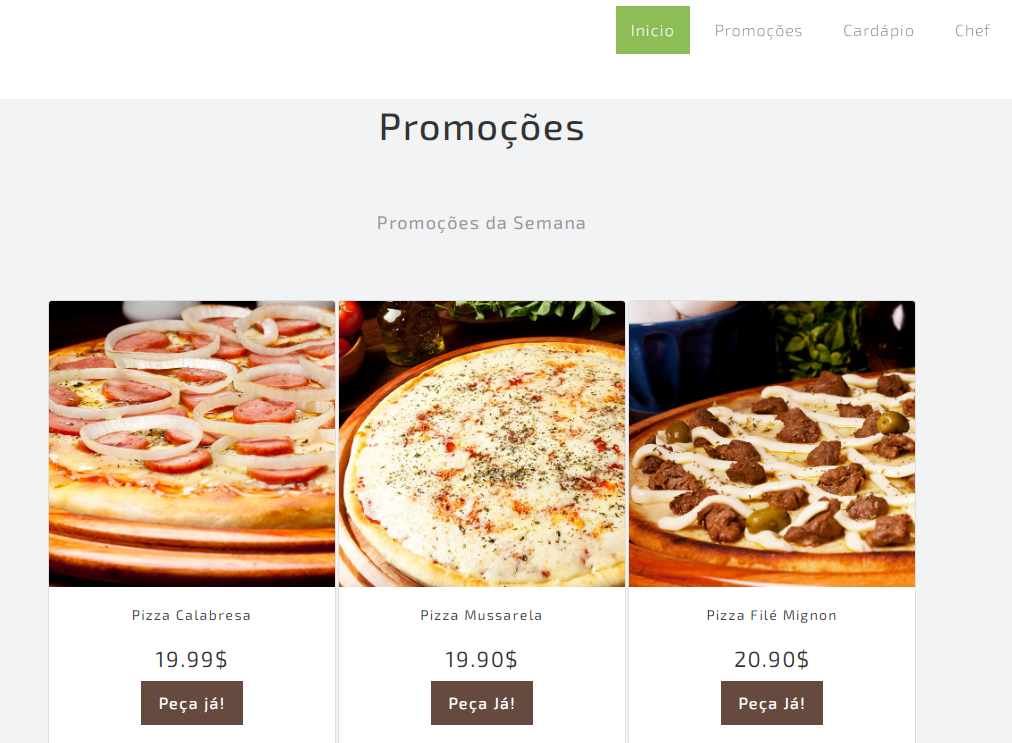 Inicio Promoções Cardápio Chef
Promoções
Promoções da Semana
Pizza Calabresa Pizza Mussarela Pizza Filé Mignon
19.99$ 19.90$ 20.90$
Peça já! Peça Já! Peça Já!